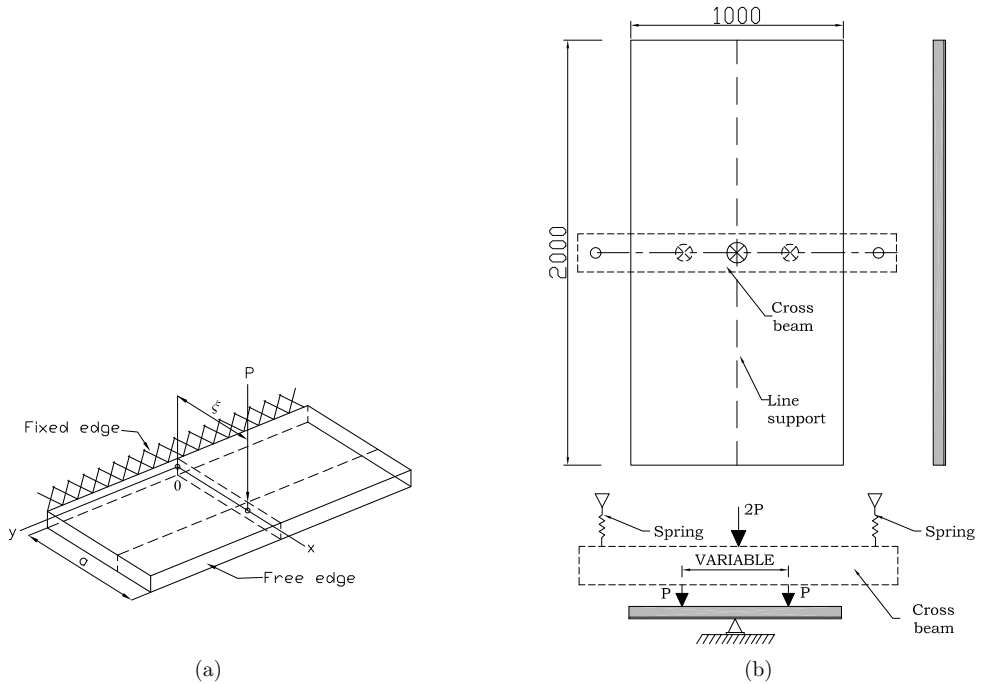 P
ξ
Fixed edge
0
y
x
a
Free edge
(a)
1000
2000
Cross
beam
Line
support
2P
Spring
Spring
VARIABLE
P
P
Cross
beam
(b)